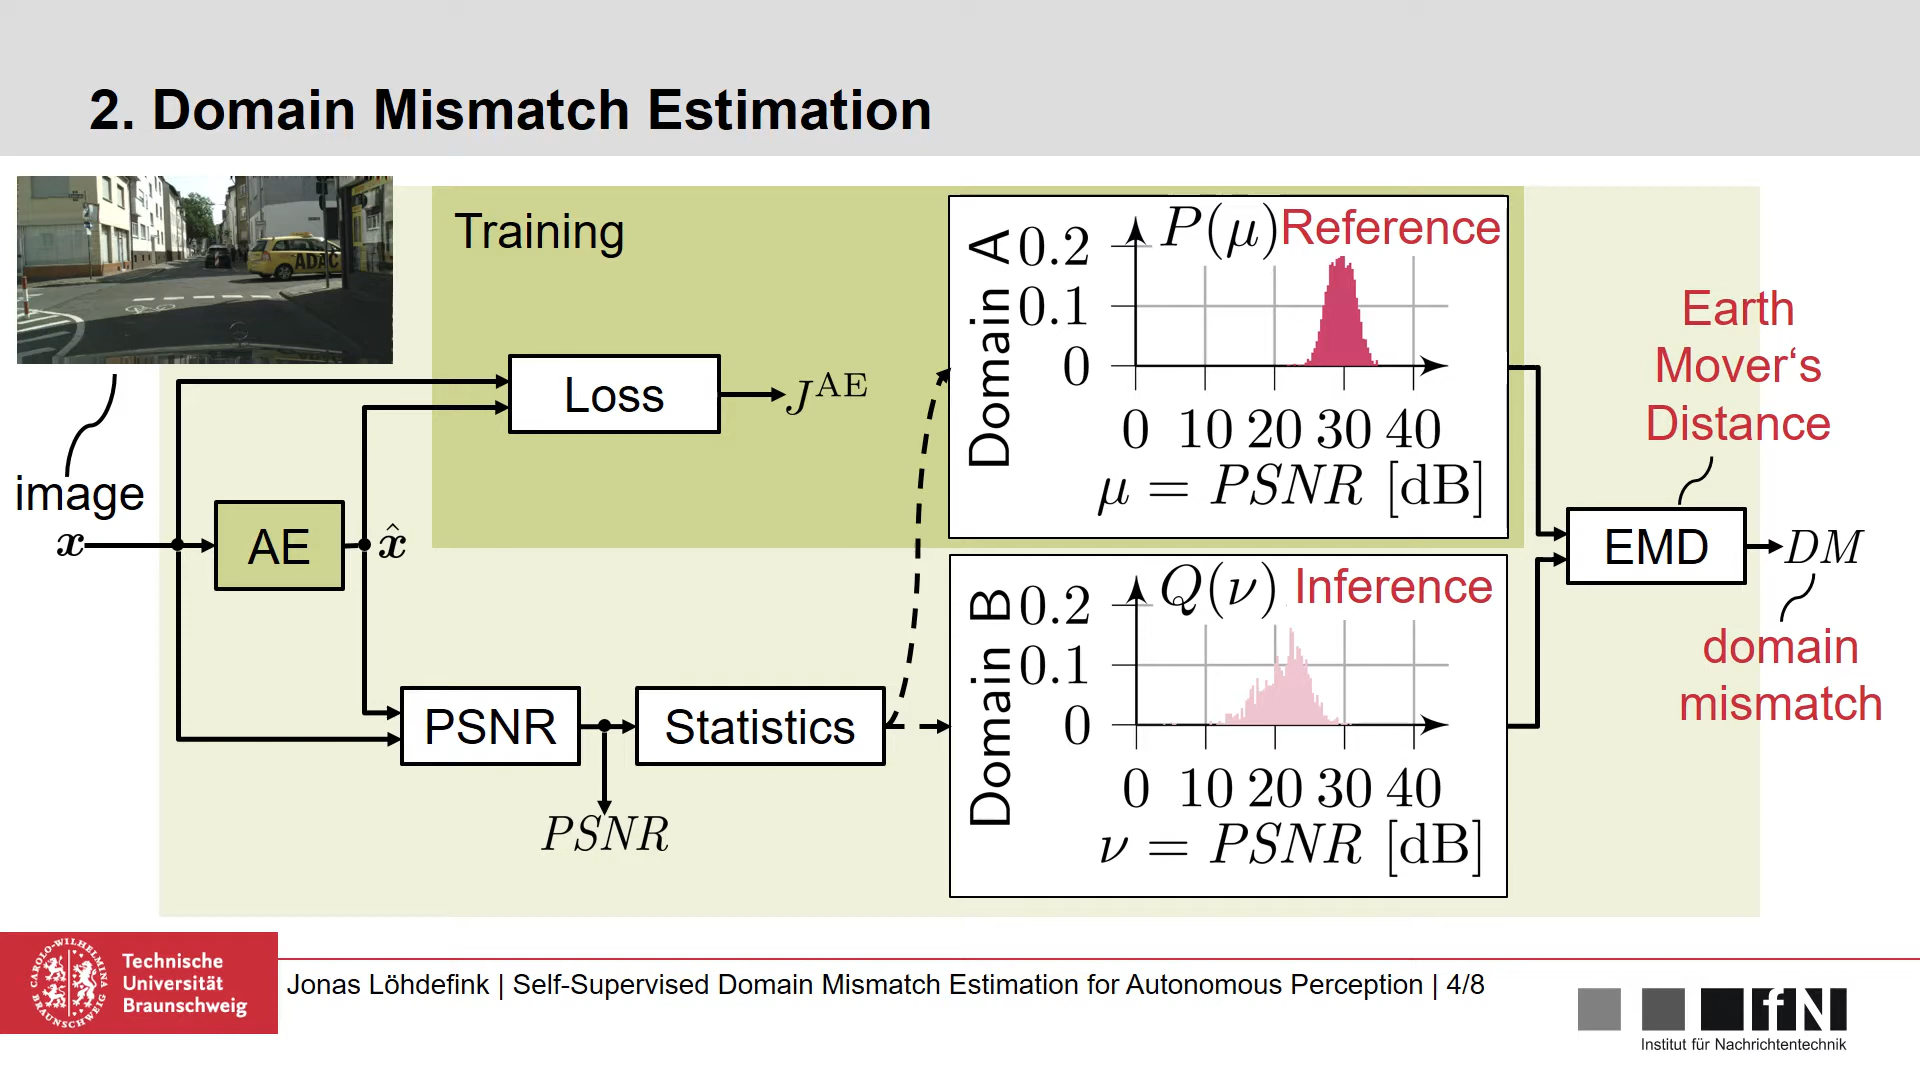 2. Domain Mismatch Estimation
ADAC
Training
Loss
J^AE
image
x
AE
x̂
PSNR
Statistics
PSNR
Domain A
P(μ) Reference
0.2
0.1
0
0 10 20 30 40
μ = PSNR [dB]
Domain B
Q(ν) Inference
0.2
0.1
0
0 10 20 30 40
ν = PSNR [dB]
Earth
Mover‘s
Distance
EMD
DM
domain
mismatch
CAROLO-WILHELMINA
BRAUNSCHWEIG
Technische
Universität
Braunschweig
Jonas Löhdefink | Self-Supervised Domain Mismatch Estimation for Autonomous Perception | 4/8
IfN
Institut für Nachrichtentechnik